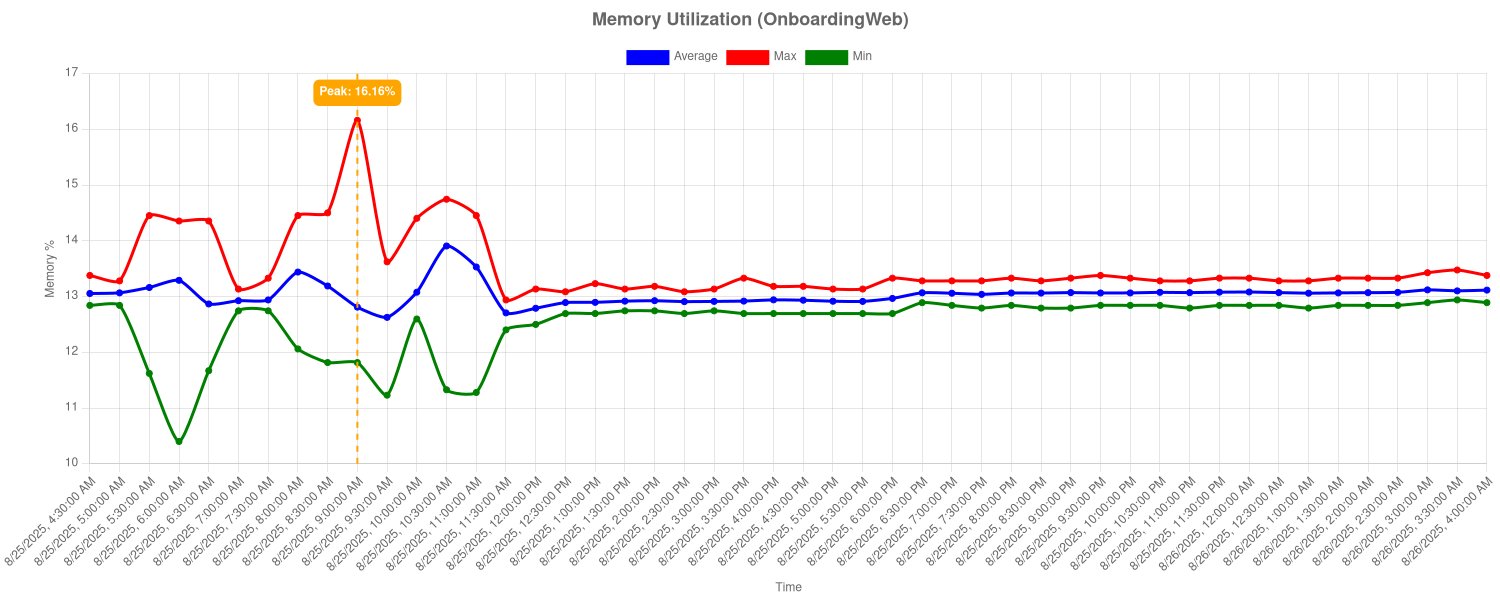 Memory Utilization (OnboardingWeb)
Average Max Min
Peak: 16.16%
Memory %
17
16
15
14
13
12
11
10
8/25/2025, 4:30:00 AM
8/25/2025, 5:00:00 AM
8/25/2025, 5:30:00 AM
8/25/2025, 6:00:00 AM
8/25/2025, 6:30:00 AM
8/25/2025, 7:00:00 AM
8/25/2025, 7:30:00 AM
8/25/2025, 8:00:00 AM
8/25/2025, 8:30:00 AM
8/25/2025, 9:00:00 AM
8/25/2025, 9:30:00 AM
8/25/2025, 10:00:00 AM
8/25/2025, 10:30:00 AM
8/25/2025, 11:00:00 AM
8/25/2025, 11:30:00 AM
8/25/2025, 12:00:00 PM
8/25/2025, 12:30:00 PM
8/25/2025, 1:00:00 PM
8/25/2025, 1:30:00 PM
8/25/2025, 2:00:00 PM
8/25/2025, 2:30:00 PM
8/25/2025, 3:00:00 PM
8/25/2025, 3:30:00 PM
8/25/2025, 4:00:00 PM
8/25/2025, 4:30:00 PM
8/25/2025, 5:00:00 PM
8/25/2025, 5:30:00 PM
8/25/2025, 6:00:00 PM
8/25/2025, 6:30:00 PM
8/25/2025, 7:00:00 PM
8/25/2025, 7:30:00 PM
8/25/2025, 8:00:00 PM
8/25/2025, 8:30:00 PM
8/25/2025, 9:00:00 PM
8/25/2025, 9:30:00 PM
8/25/2025, 10:00:00 PM
8/25/2025, 10:30:00 PM
8/25/2025, 11:00:00 PM
8/25/2025, 11:30:00 PM
8/26/2025, 12:00:00 AM
8/26/2025, 12:30:00 AM
8/26/2025, 1:00:00 AM
8/26/2025, 1:30:00 AM
8/26/2025, 2:00:00 AM
8/26/2025, 2:30:00 AM
8/26/2025, 3:00:00 AM
8/26/2025, 3:30:00 AM
8/26/2025, 4:00:00 AM
Time